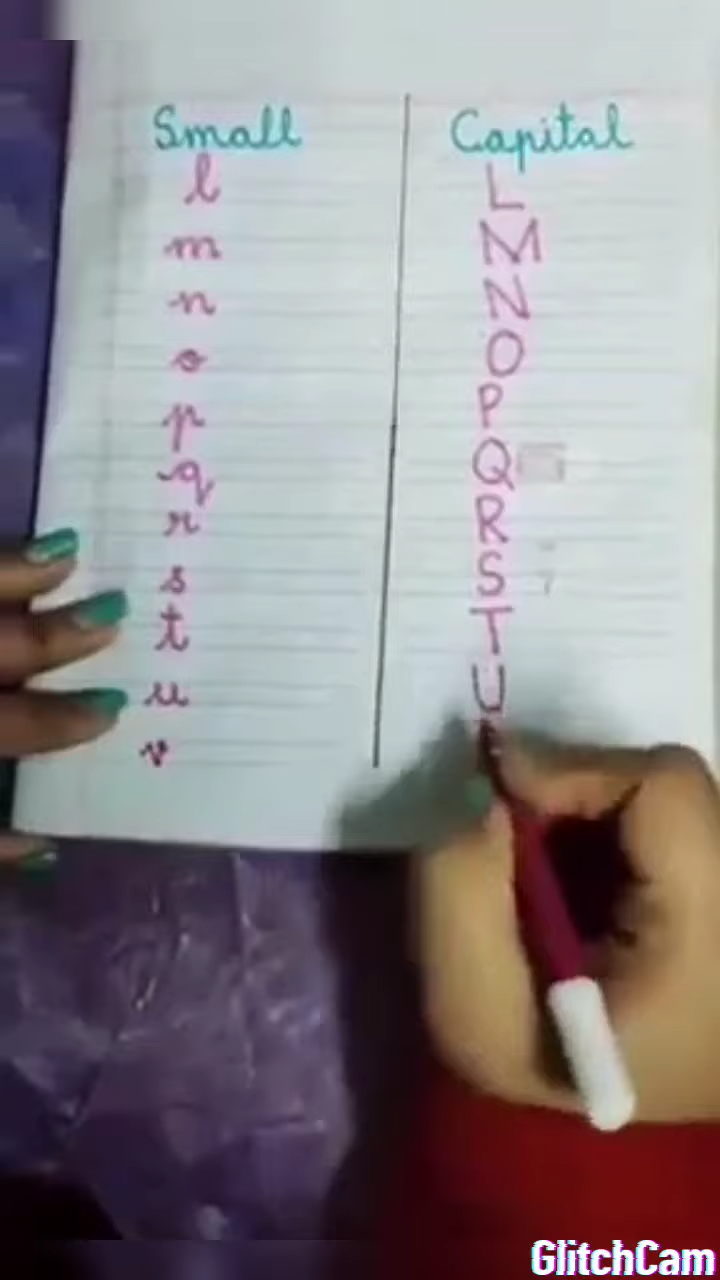 Small Capital
l L
m M
n N
o O
p P
q Q
r R
s S
t T
u U
v
GlitchCam